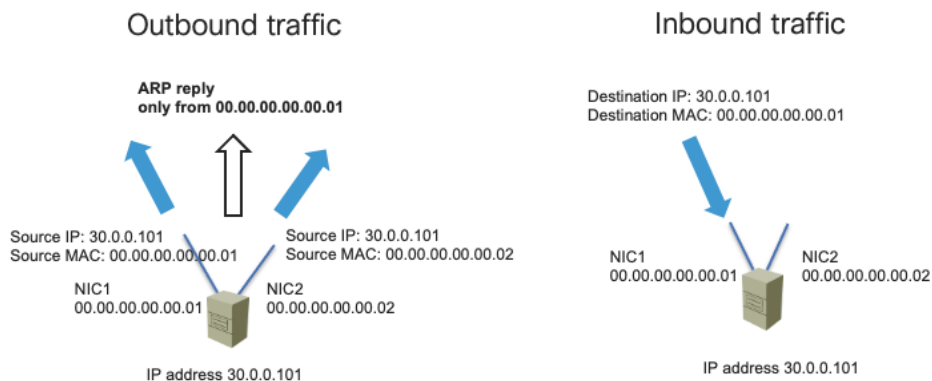 Outbound traffic
ARP reply
only from 00.00.00.00.00.01
Source IP: 30.0.0.101
Source MAC: 00.00.00.00.00.01
Source IP: 30.0.0.101
Source MAC: 00.00.00.00.00.02
NIC1
00.00.00.00.00.01
NIC2
00.00.00.00.00.02
IP address 30.0.0.101
Inbound traffic
Destination IP: 30.0.0.101
Destination MAC: 00.00.00.00.00.01
NIC1
00.00.00.00.00.01
NIC2
00.00.00.00.00.02
IP address 30.0.0.101